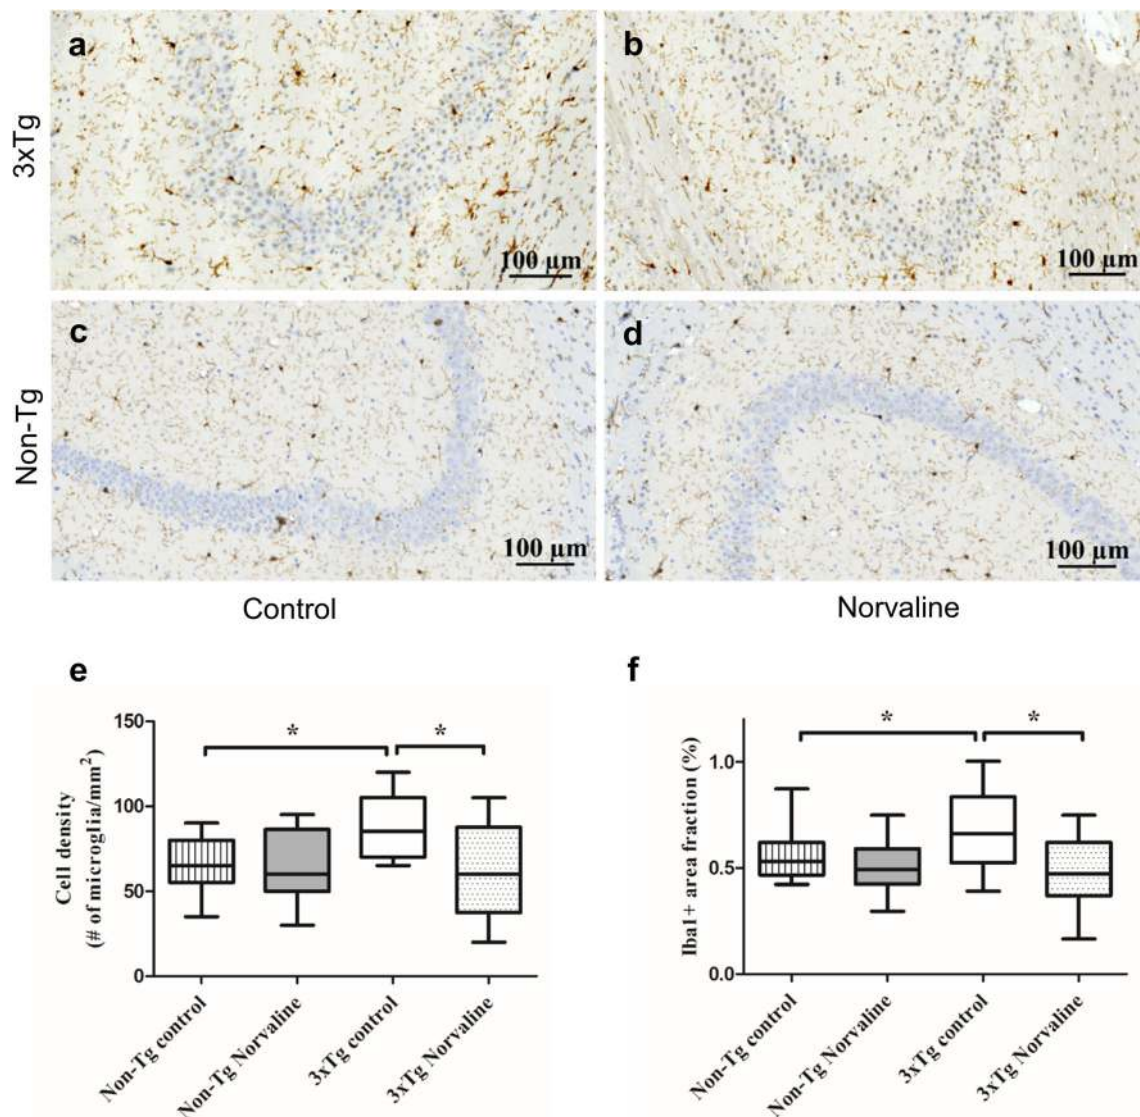 a
b
3xTg
100 µm
100 µm
c
d
Non-Tg
100 µm
100 µm
Control
Norvaline
e
f
Cell density
(# of microglia/mm²)
150
100
50
0
*
*
Non-Tg control
Non-Tg Norvaline
3xTg control
3xTg Norvaline
Iba1+ area fraction (%)
1.0
0.5
0.0
*
*
Non-Tg control
Non-Tg Norvaline
3xTg control
3xTg Norvaline